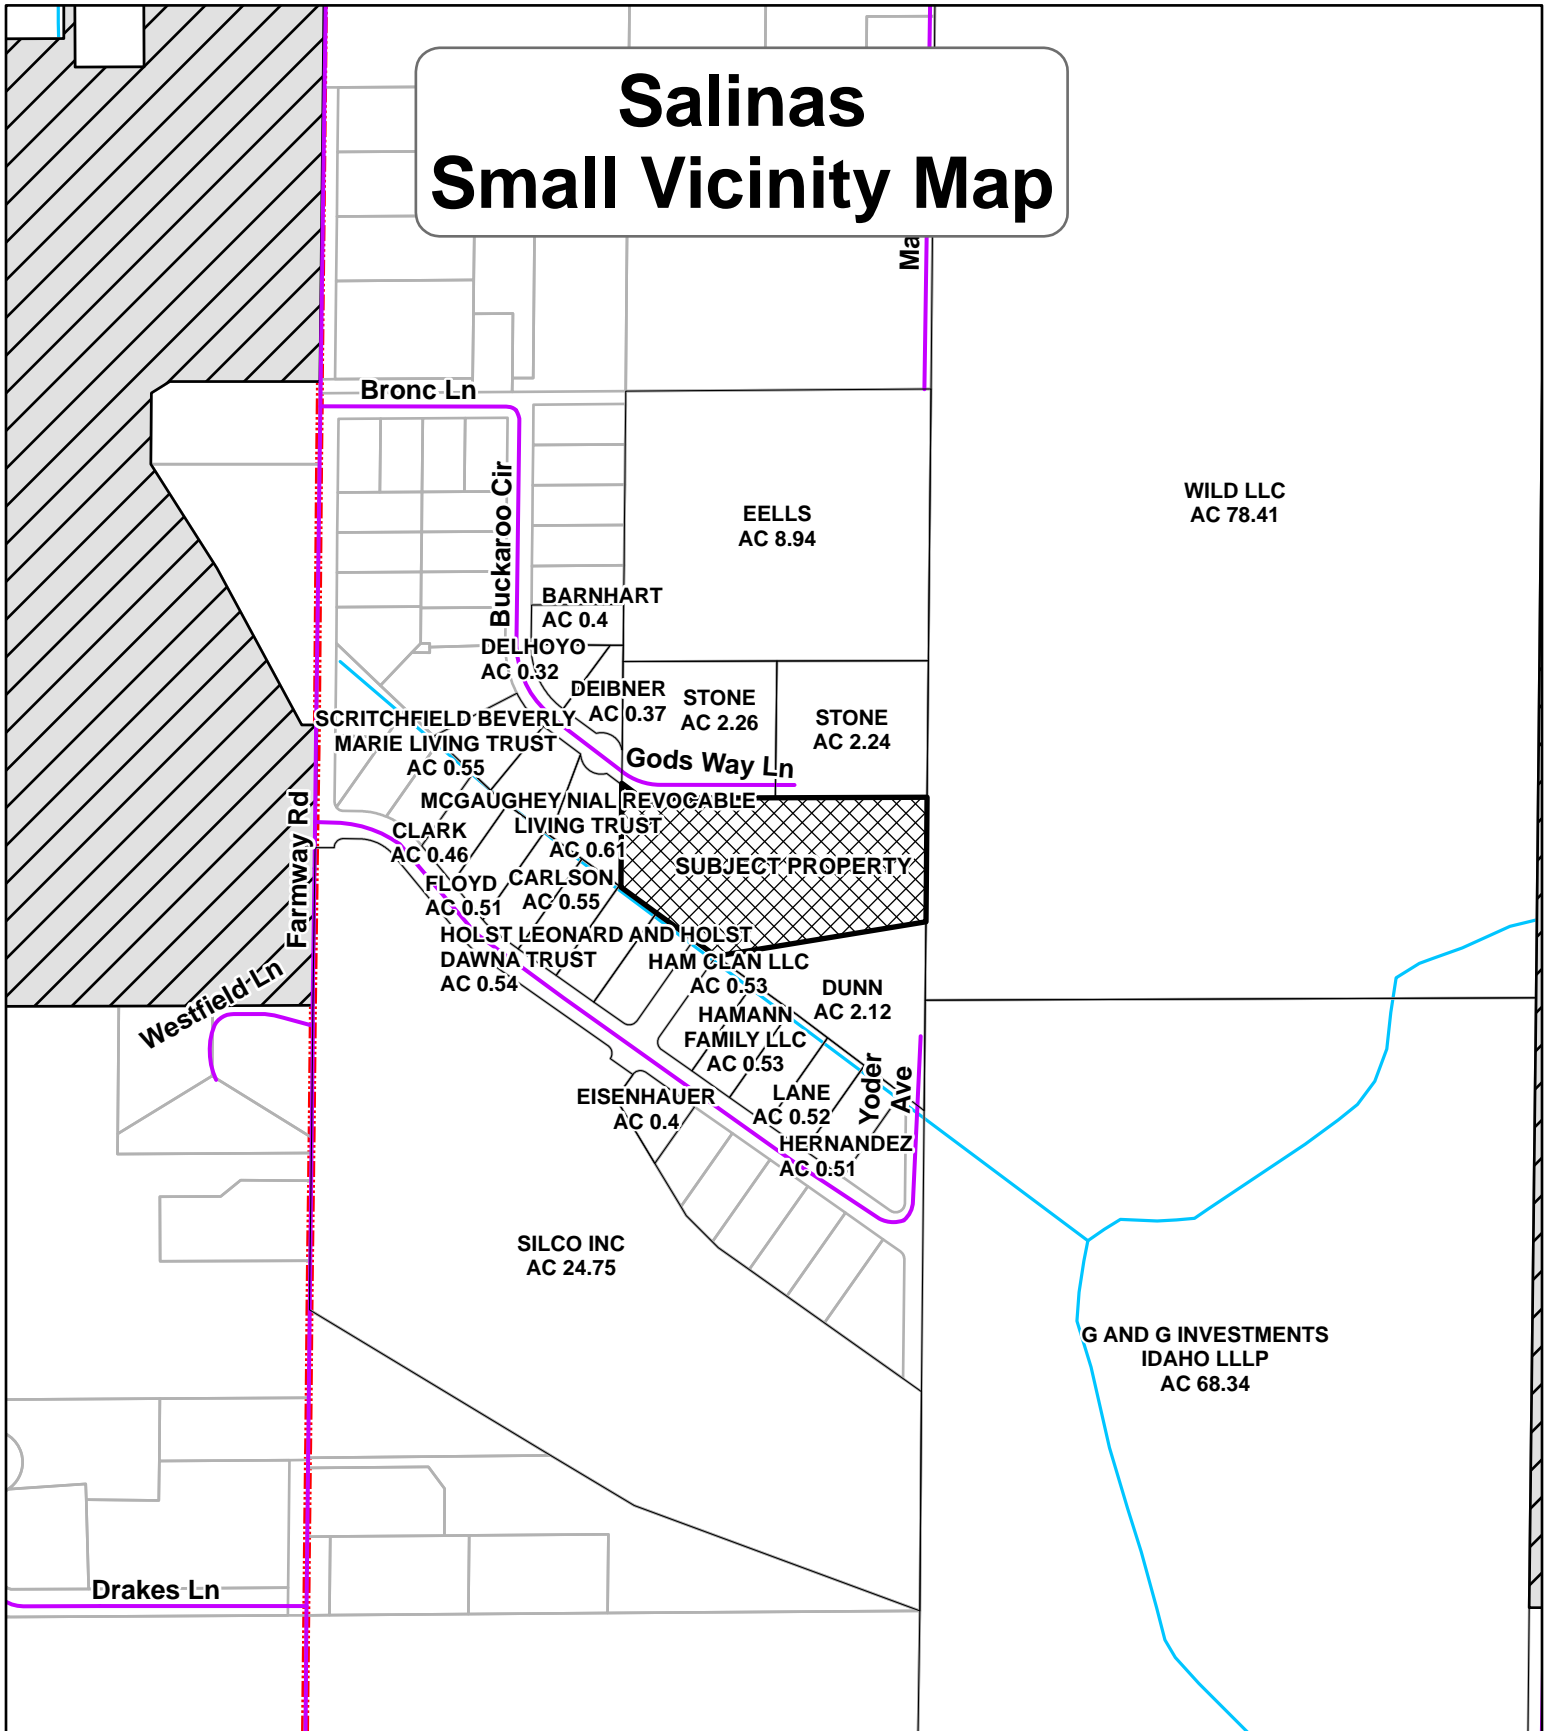 Salinas
Small Vicinity Map
Ma
Bronc Ln
Buckaroo Cir
WILD LLC
AC 78.41
EELLS
AC 8.94
BARNHART
AC 0.4
DELHOYO
AC 0.32
DEIBNER
AC 0.37
STONE
AC 2.26
STONE
AC 2.24
SCRITCHFIELD BEVERLY
MARIE LIVING TRUST
AC 0.55
Gods Way Ln
MCGAUGHEY NIAL REVOCABLE
LIVING TRUST
AC 0.61
CLARK
AC 0.46
SUBJECT PROPERTY
Farmway Rd
FLOYD
AC 0.51
CARLSON
AC 0.55
HOLST LEONARD AND HOLST
DAWNA TRUST
AC 0.54
HAM CLAN LLC
AC 0.53
DUNN
AC 2.12
Westfield Ln
HAMANN
FAMILY LLC
AC 0.53
Yoder
Ave
EISENHAUER
AC 0.4
LANE
AC 0.52
HERNANDEZ
AC 0.51
SILCO INC
AC 24.75
G AND G INVESTMENTS
IDAHO LLLP
AC 68.34
Drakes Ln